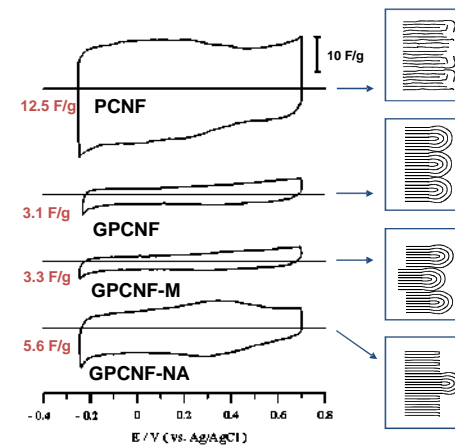 10 F/g
12.5 F/g
PCNF
3.1 F/g
GPCNF
3.3 F/g
GPCNF-M
5.6 F/g
GPCNF-NA
- 0.4 - 0.2 0 0.2 0.4 0.6 0.8
E / V ( vs. Ag/AgCl )